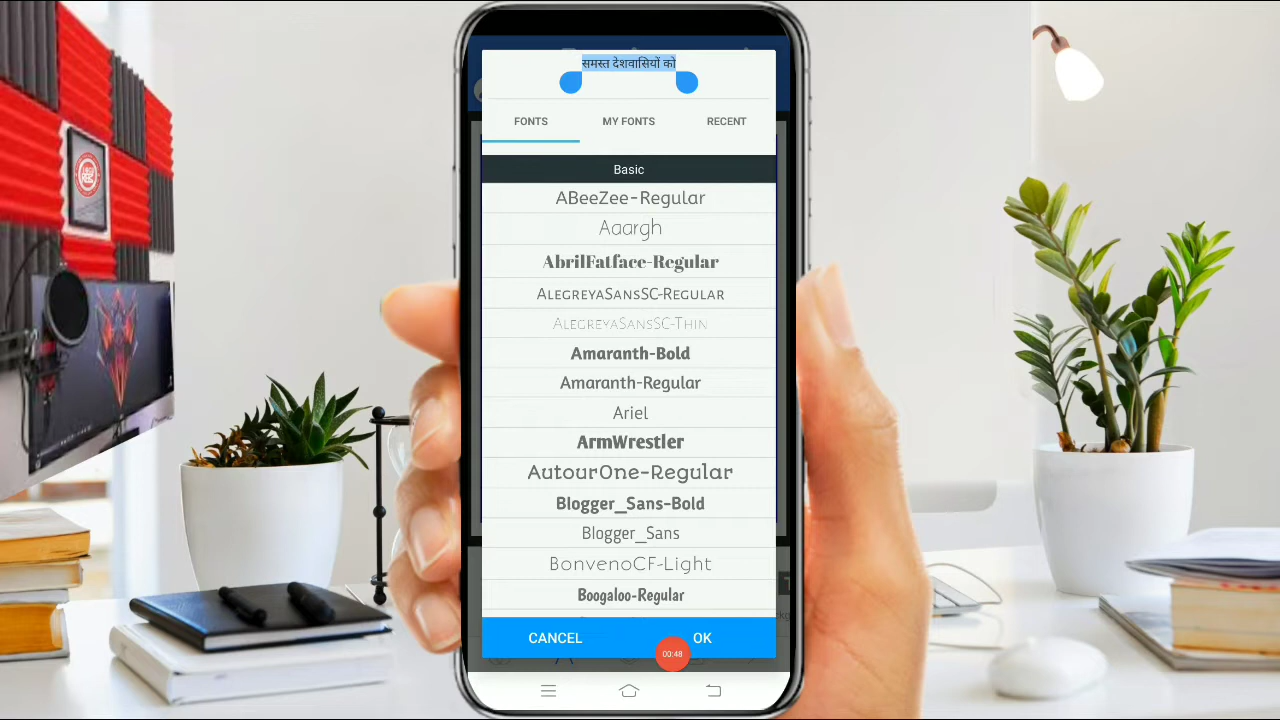 समस्त देशवासियों को
FONTS MY FONTS RECENT
Basic
ABeeZee-Regular
Aaargh
AbrilFatface-Regular
AlegreyaSansSC-Regular
AlegreyaSansSC-Thin
Amaranth-Bold
Amaranth-Regular
Ariel
ArmWrestler
AutourOne-Regular
Blogger_Sans-Bold
Blogger_Sans
BonvenoCF-Light
Boogaloo-Regular
CANCEL OK
00:48